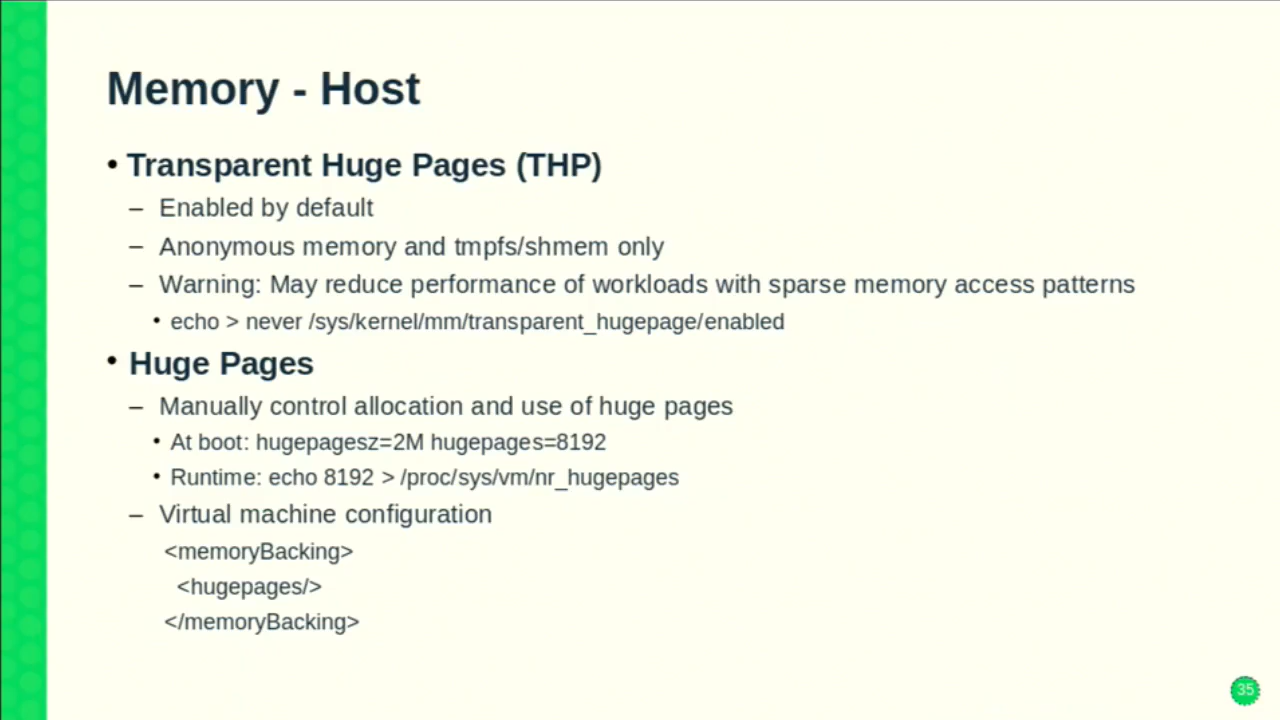 Memory - Host
• Transparent Huge Pages (THP)
– Enabled by default
– Anonymous memory and tmpfs/shmem only
– Warning: May reduce performance of workloads with sparse memory access patterns
• echo > never /sys/kernel/mm/transparent_hugepage/enabled
• Huge Pages
– Manually control allocation and use of huge pages
• At boot: hugepagesz=2M hugepages=8192
• Runtime: echo 8192 > /proc/sys/vm/nr_hugepages
– Virtual machine configuration
<memoryBacking>
<hugepages/>
</memoryBacking>
35